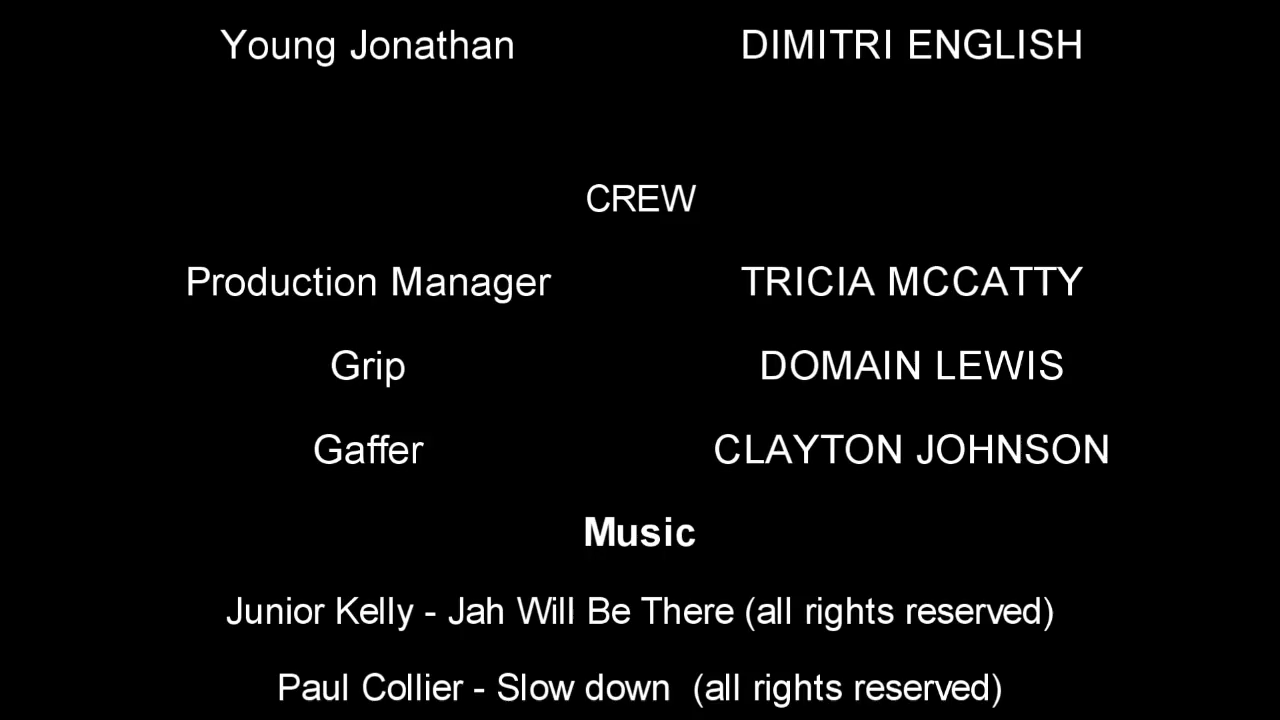 Young Jonathan DIMITRI ENGLISH
CREW
Production Manager TRICIA MCCATTY
Grip DOMAIN LEWIS
Gaffer CLAYTON JOHNSON
Music
Junior Kelly - Jah Will Be There (all rights reserved)
Paul Collier - Slow down (all rights reserved)